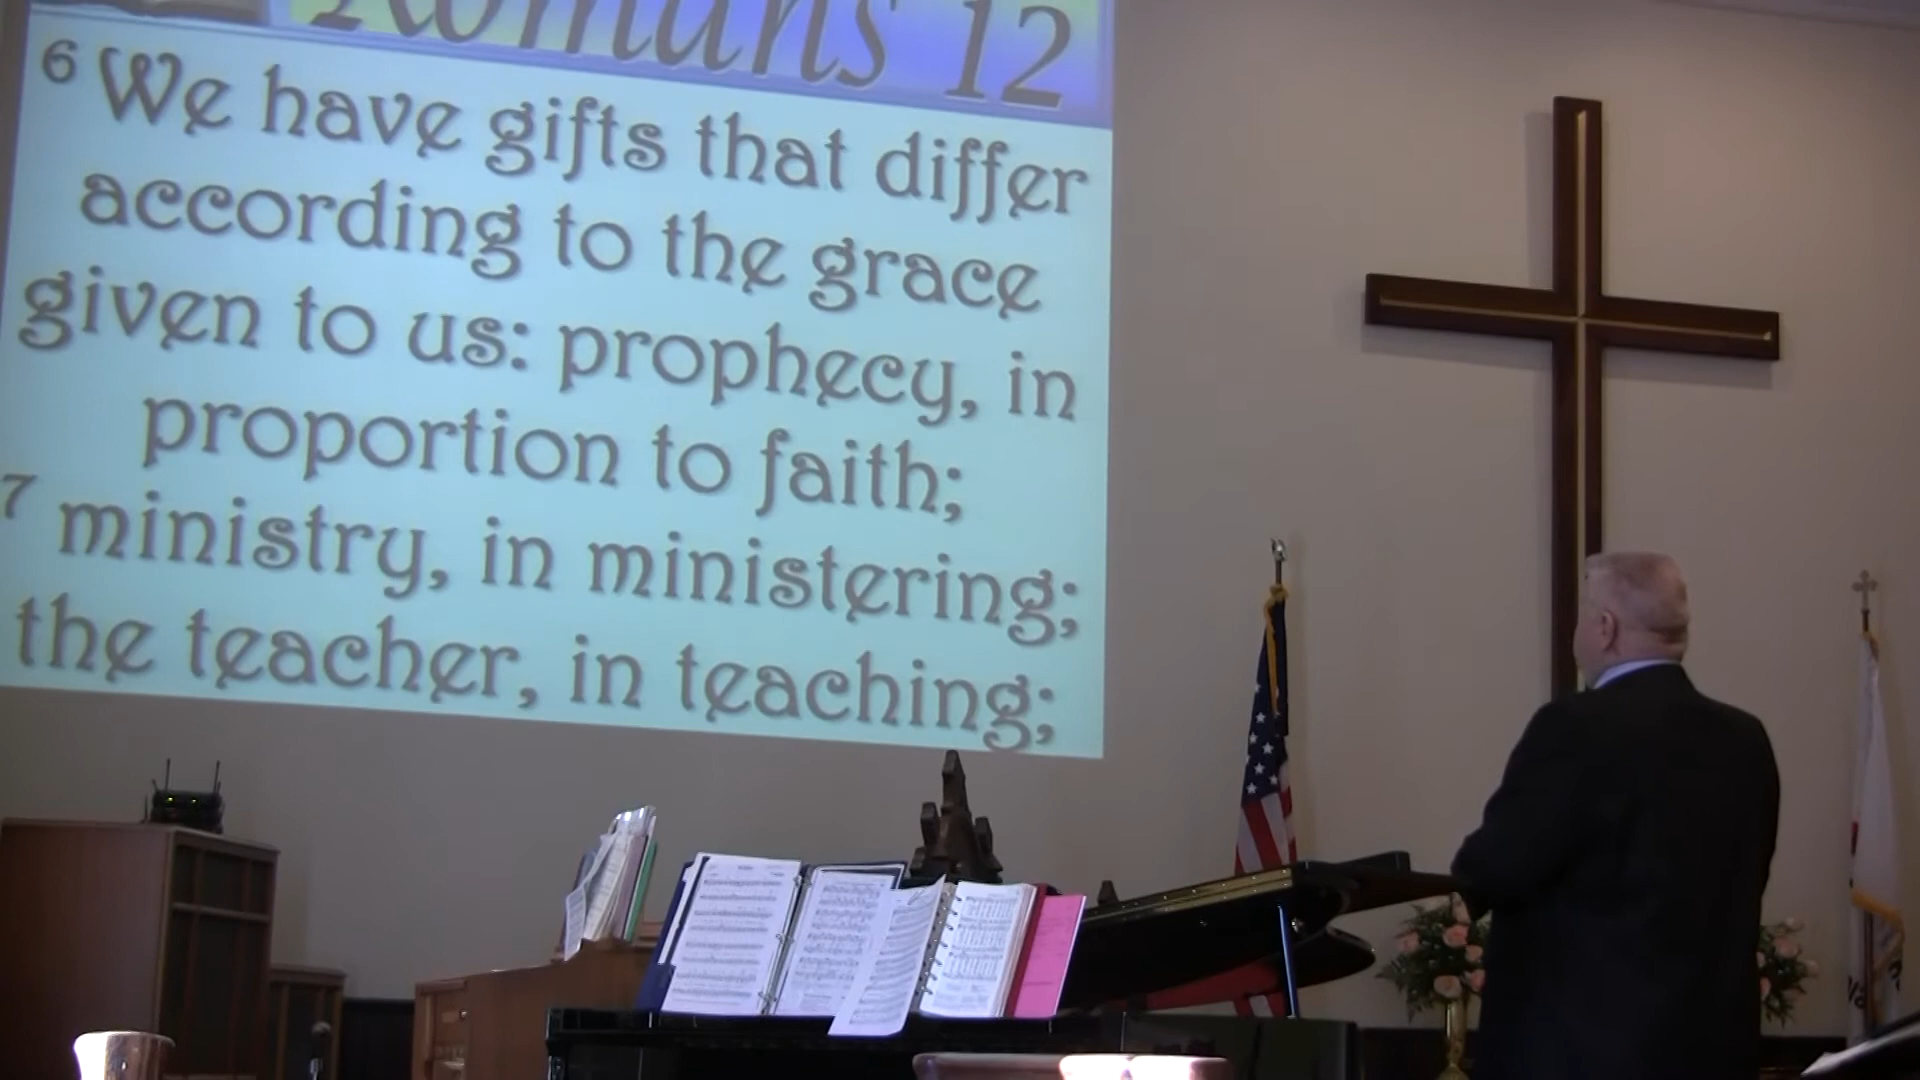 Romans 12
6 We have gifts that differ
according to the grace
given to us: prophecy, in
proportion to faith;
7 ministry, in ministering;
the teacher, in teaching;